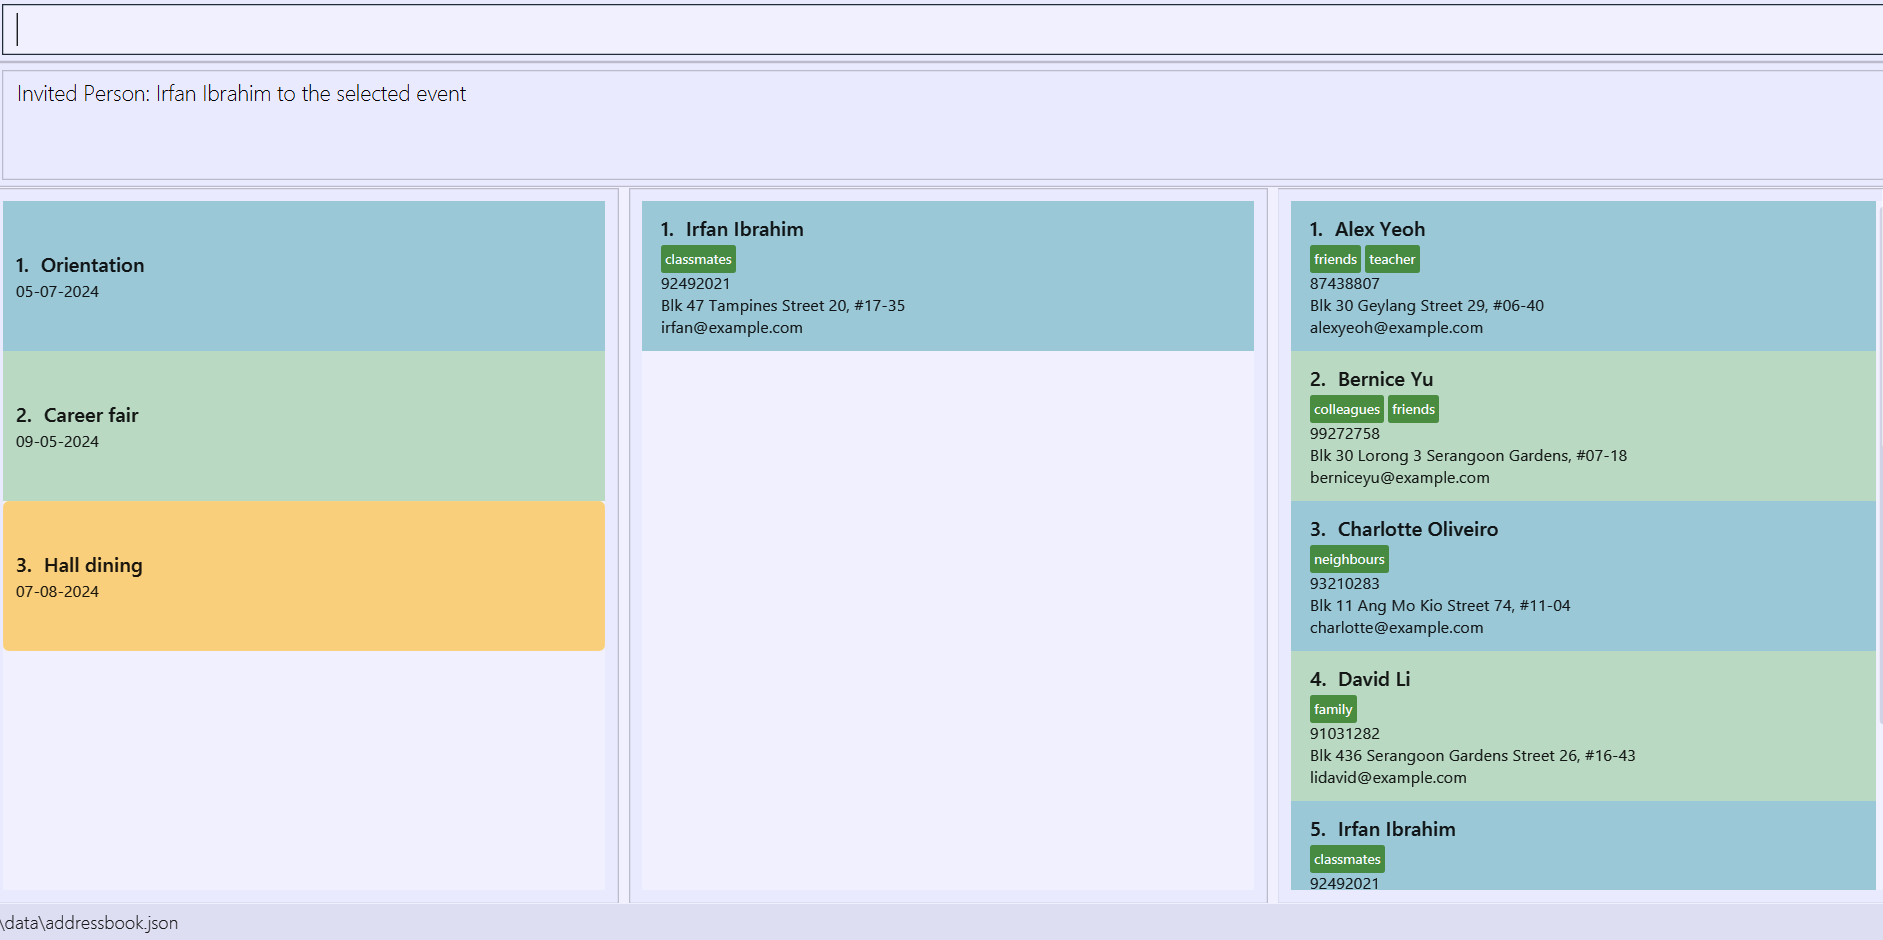 Invited Person: Irfan Ibrahim to the selected event
1. Orientation
05-07-2024
2. Career fair
09-05-2024
3. Hall dining
07-08-2024
1. Irfan Ibrahim
classmates
92492021
Blk 47 Tampines Street 20, #17-35
irfan@example.com
1. Alex Yeoh
friends teacher
87438807
Blk 30 Geylang Street 29, #06-40
alexyeoh@example.com
2. Bernice Yu
colleagues friends
99272758
Blk 30 Lorong 3 Serangoon Gardens, #07-18
berniceyu@example.com
3. Charlotte Oliveiro
neighbours
93210283
Blk 11 Ang Mo Kio Street 74, #11-04
charlotte@example.com
4. David Li
family
91031282
Blk 436 Serangoon Gardens Street 26, #16-43
lidavid@example.com
5. Irfan Ibrahim
classmates
92492021
\data\addressbook.json